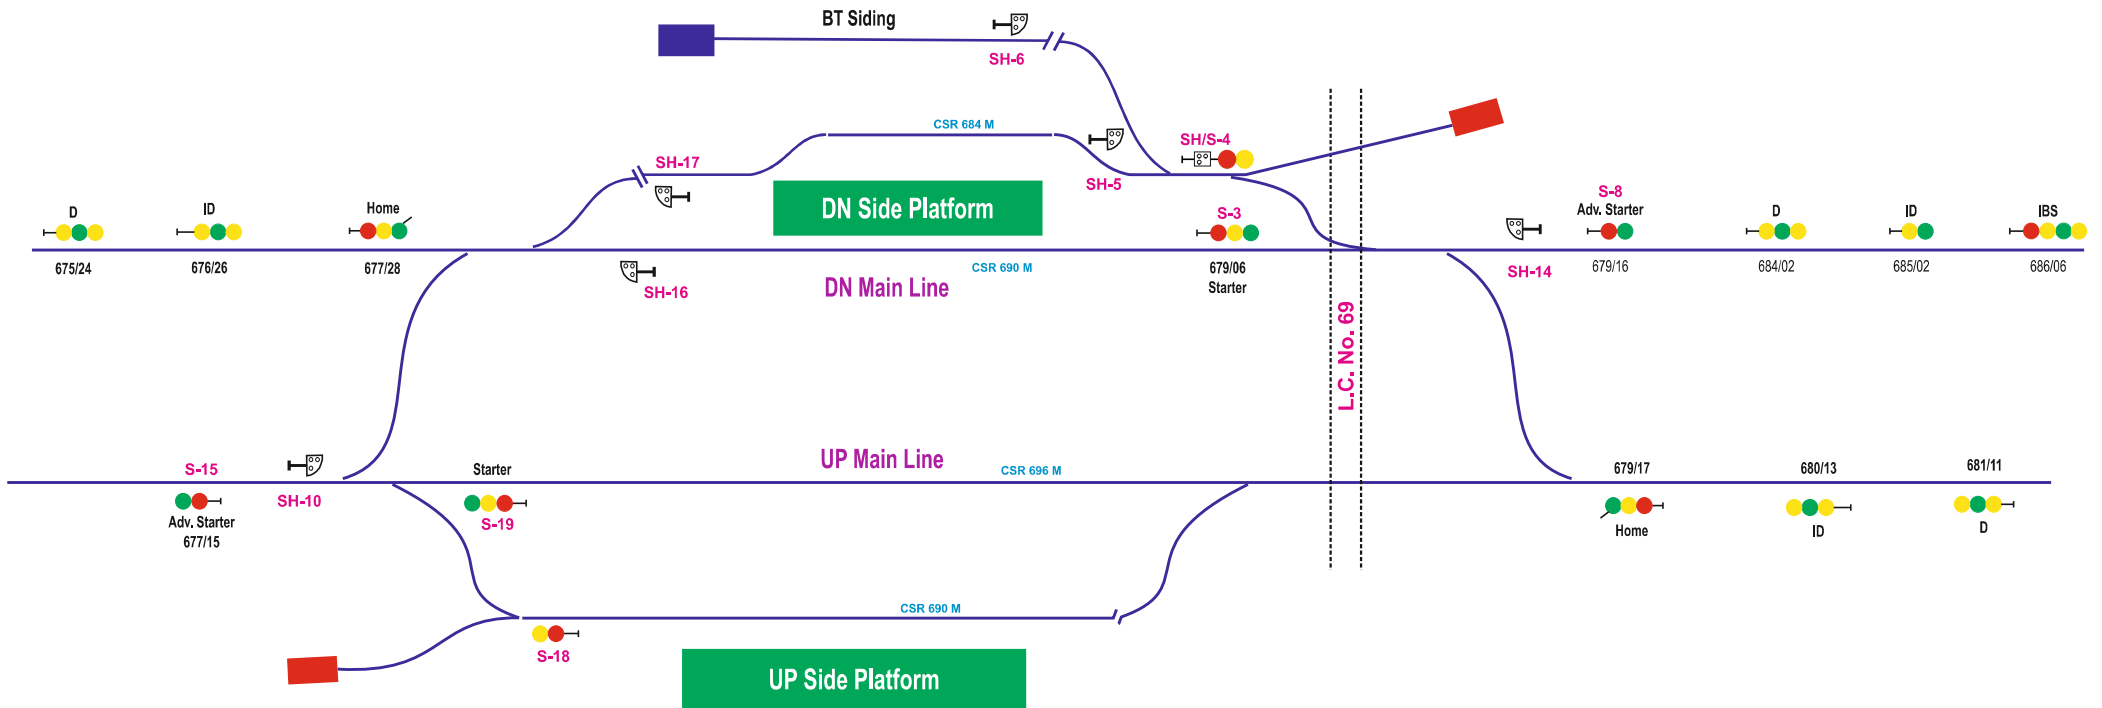 BT Siding
SH-6
CSR 684 M
SH/S-4
SH-17
SH-5
DN Side Platform
S-3
S-8
Adv. Starter
D
ID
Home
D
ID
IBS
675/24
676/26
677/28
SH-16
CSR 690 M
DN Main Line
679/06
Starter
SH-14
679/16
684/02
685/02
686/06
L.C. No. 69
S-15
SH-10
Adv. Starter
677/15
Starter
S-19
UP Main Line
CSR 696 M
679/17
680/13
681/11
Home
ID
D
CSR 690 M
S-18
UP Side Platform